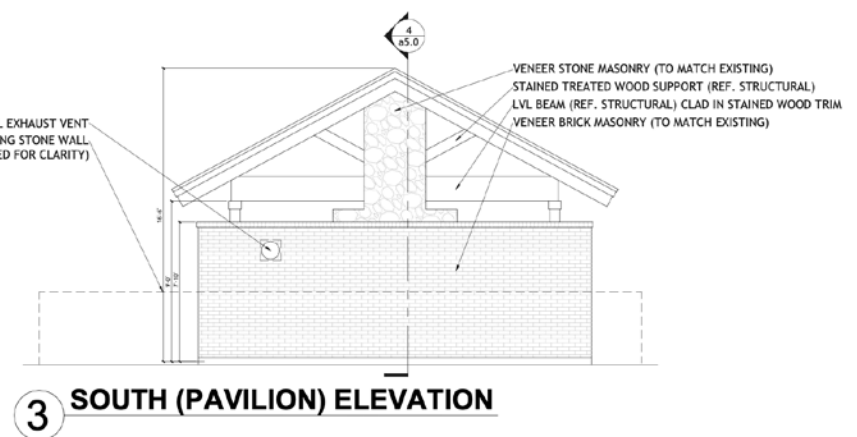 4
a5.0
VENEER STONE MASONRY (TO MATCH EXISTING)
STAINED TREATED WOOD SUPPORT (REF. STRUCTURAL)
LVL BEAM (REF. STRUCTURAL) CLAD IN STAINED WOOD TRIM
VENEER BRICK MASONRY (TO MATCH EXISTING)
EXHAUST VENT
STONE WALL
FOR CLARITY)
7'-10"
3 SOUTH (PAVILION) ELEVATION